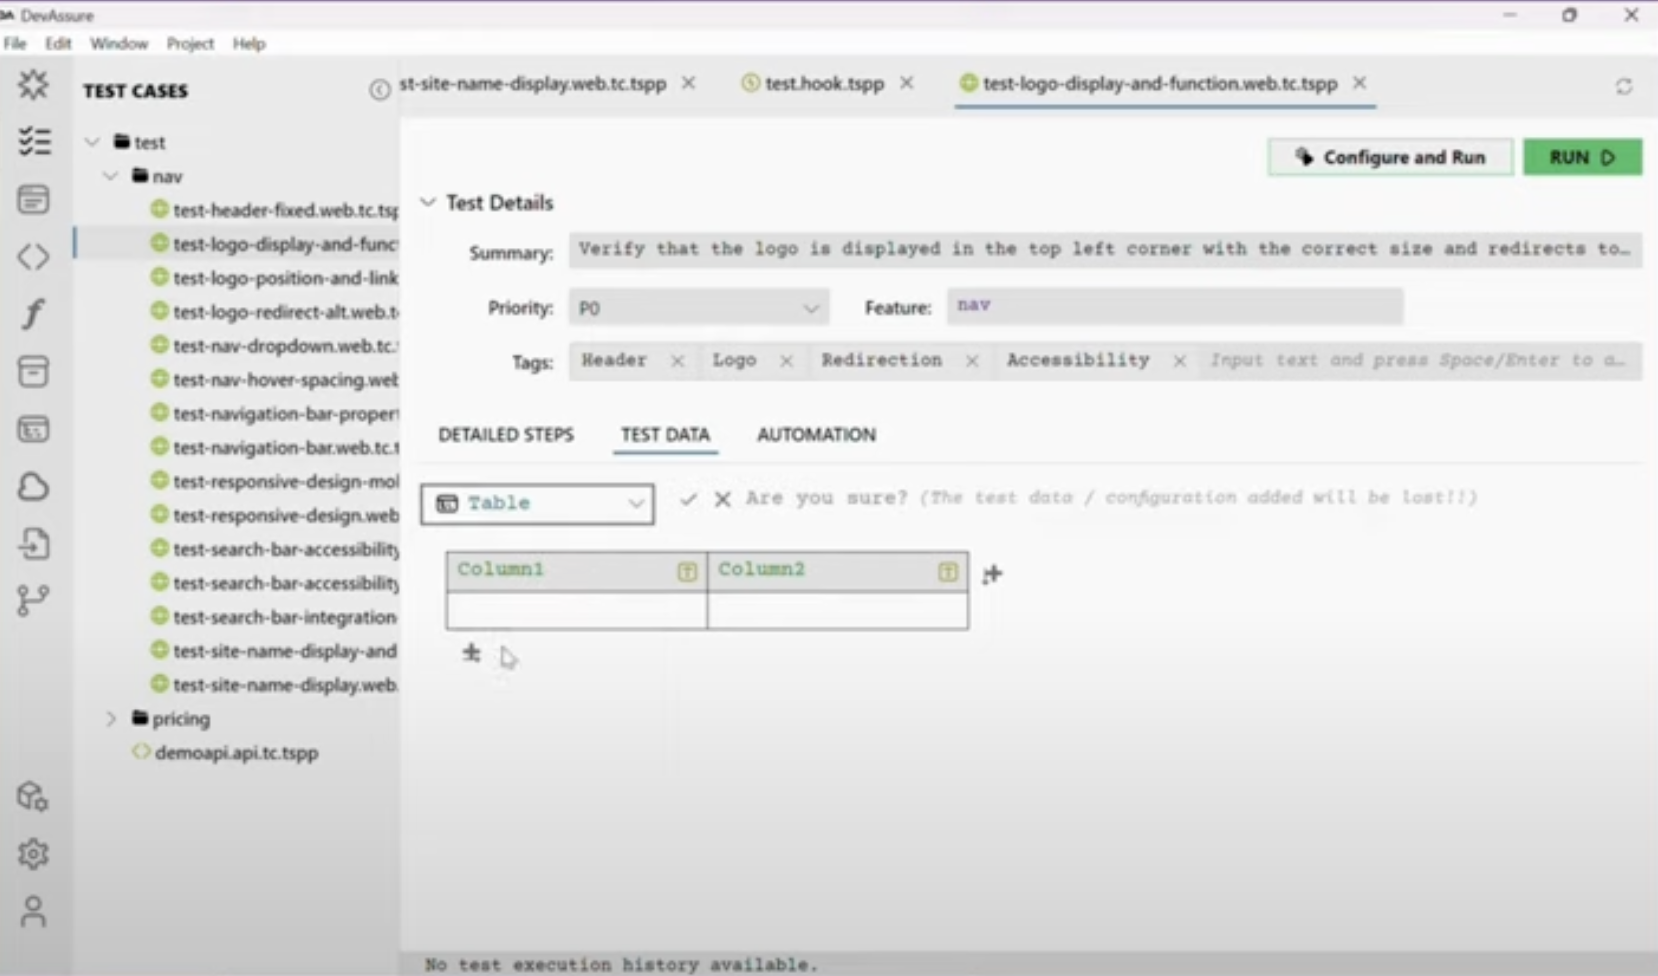 DevAssure
File Edit Window Project Help
TEST CASES
st-site-name-display.web.tc.tspp
test.hook.tspp
test-logo-display-and-function.web.tc.tspp
test
nav
test-header-fixed.web.tc.tsp
test-logo-display-and-func
test-logo-position-and-link
test-logo-redirect-alt.web.t
test-nav-dropdown.web.tc.
test-nav-hover-spacing.web
test-navigation-bar-proper
test-navigation-bar.web.tc.t
test-responsive-design-mo
test-responsive-design.web
test-search-bar-accessibility
test-search-bar-accessibility
test-search-bar-integration
test-site-name-display-and
test-site-name-display.web.
pricing
demoapi.api.tc.tspp
Configure and Run
RUN
Test Details
Summary: Verify that the logo is displayed in the top left corner with the correct size and redirects to…
Priority: P0
Feature: nav
Tags: Header Logo Redirection Accessibility Input text and press Space/Enter to a…
DETAILED STEPS TEST DATA AUTOMATION
Table
Are you sure? (The test data / configuration added will be lost!!)
Column1 Column2
No test execution history available.